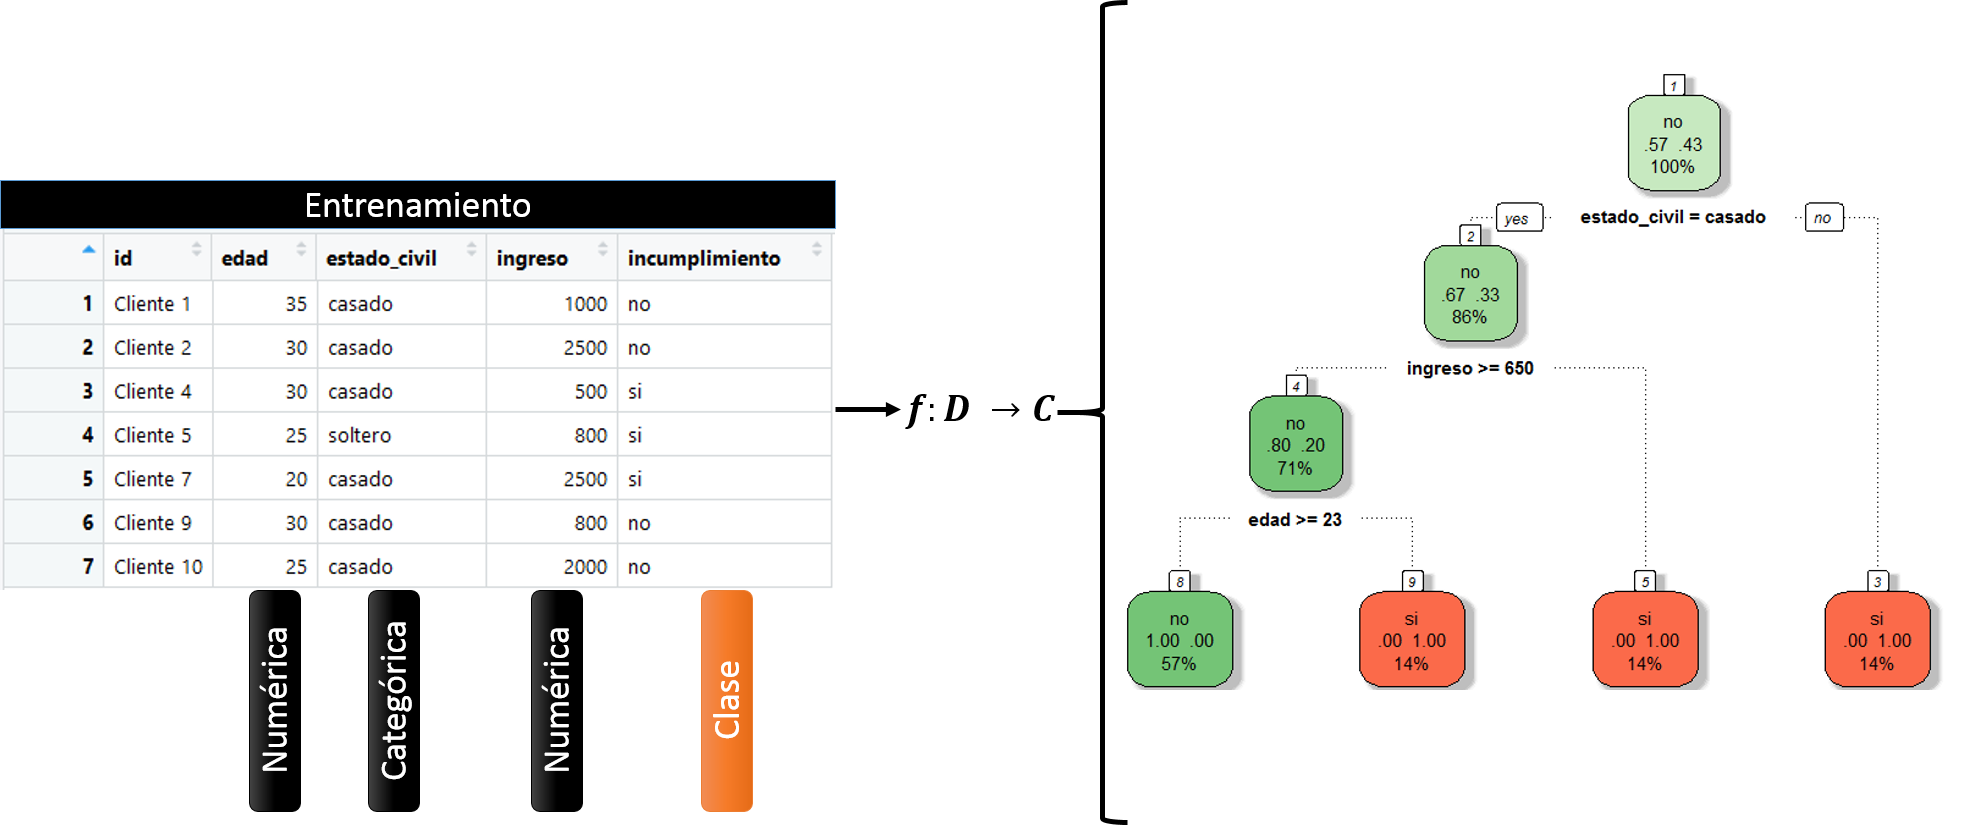 Entrenamiento
id edad estado_civil ingreso incumplimiento
1 Cliente 1 35 casado 1000 no
2 Cliente 2 30 casado 2500 no
3 Cliente 4 30 casado 500 si
4 Cliente 5 25 soltero 800 si
5 Cliente 7 20 casado 2500 si
6 Cliente 9 30 casado 800 no
7 Cliente 10 25 casado 2000 no
Numérica
Categórica
Numérica
Clase
f: D → C
1
no
.57 .43
100%
yes estado_civil = casado no
2
no
.67 .33
86%
ingreso >= 650
4
no
.80 .20
71%
edad >= 23
8
no
1.00 .00
57%
9
si
.00 1.00
14%
5
si
.00 1.00
14%
3
si
.00 1.00
14%